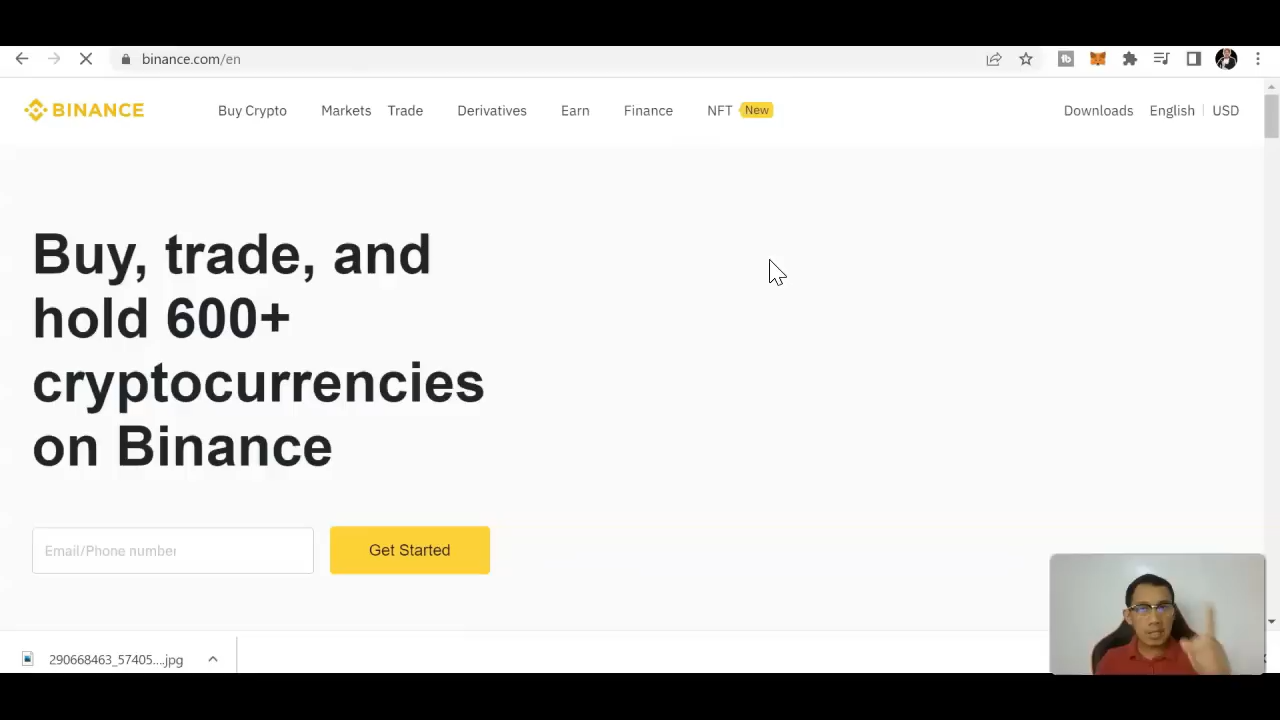 binance.com/en
BINANCE
Buy Crypto
Markets
Trade
Derivatives
Earn
Finance
NFT New
Downloads
English
USD
Buy, trade, and
hold 600+
cryptocurrencies
on Binance
Email/Phone number
Get Started
290668463_57405....jpg